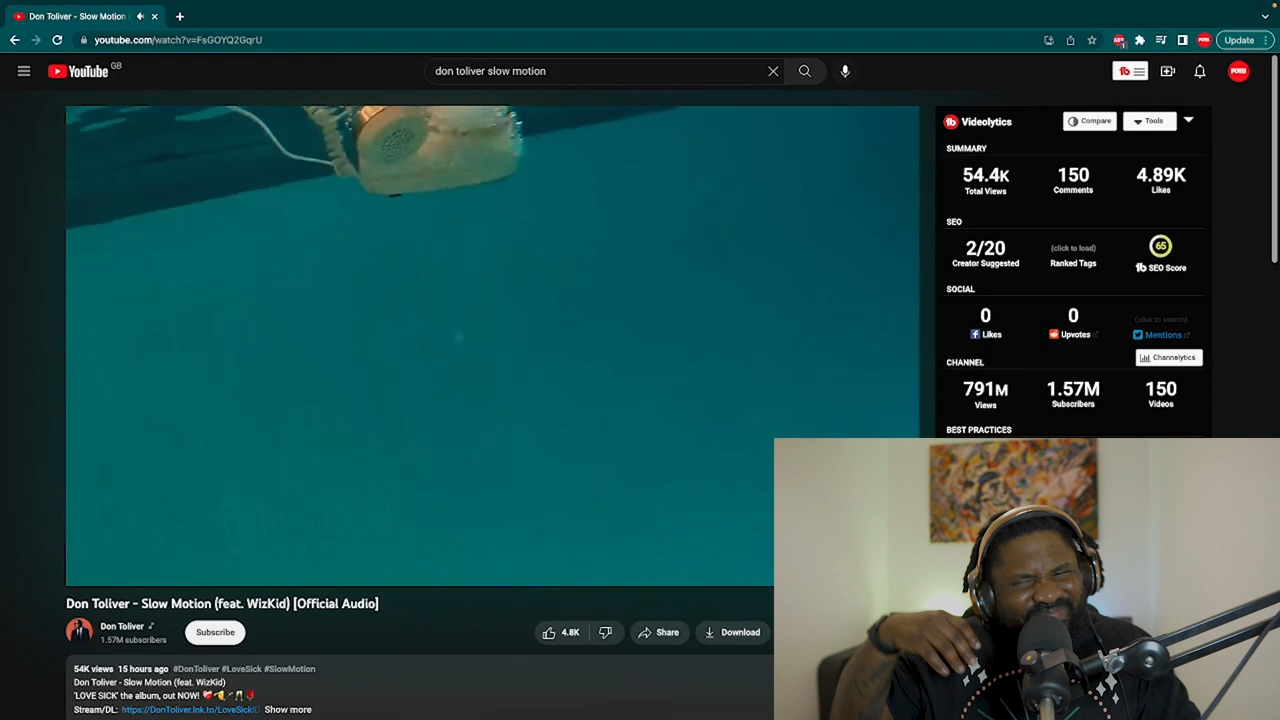 Don Toliver - Slow Motion
youtube.com/watch?v=FsGOYQ2GqrU
Update
YouTube GB
don toliver slow motion
Videolytics
Compare
Tools
SUMMARY
54.4K 150 4.89K
Total Views Comments Likes
SEO
2/20 (click to load) 65
Creator Suggested Ranked Tags tb SEO Score
SOCIAL
0 0 (click to search)
Likes Upvotes Mentions
CHANNEL
Channelytics
791M 1.57M 150
Views Subscribers Videos
BEST PRACTICES
Don Toliver - Slow Motion (feat. WizKid) [Official Audio]
Don Toliver
1.57M subscribers
Subscribe
4.8K
Share
Download
54K views 15 hours ago #DonToliver #LoveSick #SlowMotion
Don Toliver - Slow Motion (feat. WizKid)
'LOVE SICK' the album, out NOW!
Stream/DL: https://DonToliver.lnk.to/LoveSickID Show more